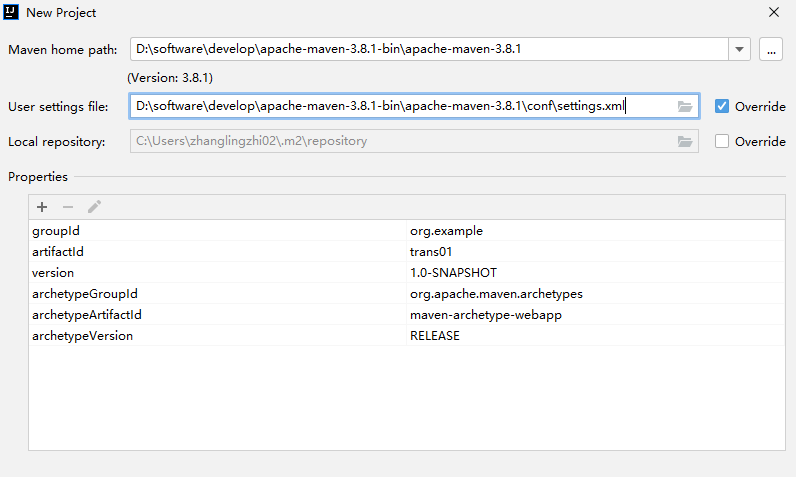 New Project
Maven home path: D:\software\develop\apache-maven-3.8.1-bin\apache-maven-3.8.1 ...
(Version: 3.8.1)
User settings file: D:\software\develop\apache-maven-3.8.1-bin\apache-maven-3.8.1\conf\settings.xml Override
Local repository: C:\Users\zhanglingzhi02\.m2\repository Override
Properties
groupId org.example
artifactId trans01
version 1.0-SNAPSHOT
archetypeGroupId org.apache.maven.archetypes
archetypeArtifactId maven-archetype-webapp
archetypeVersion RELEASE